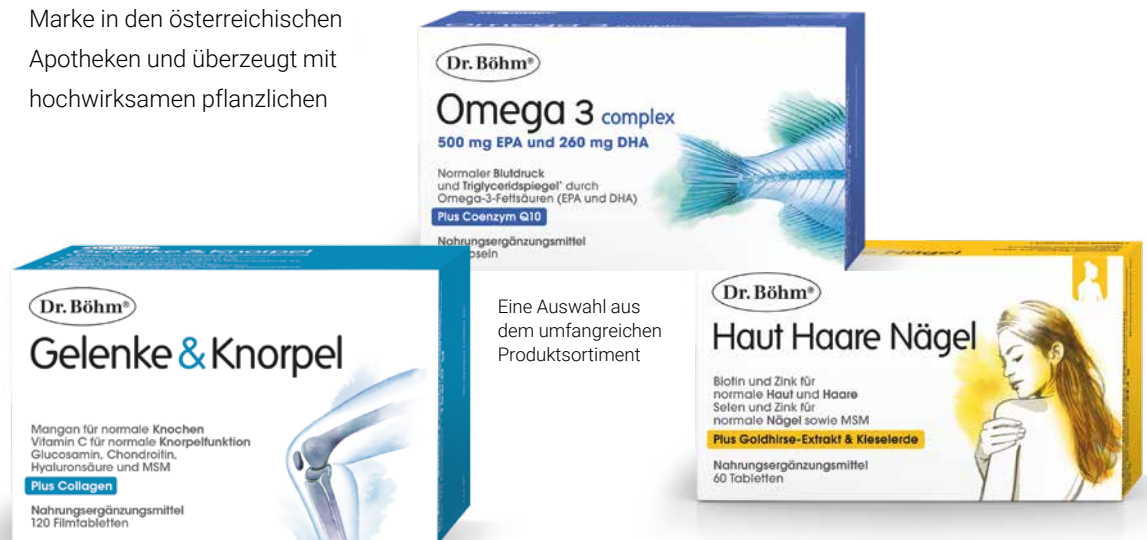 Marke in den österreichischen
Apotheken und überzeugt mit
hochwirksamen pflanzlichen
Dr. Böhm®
Omega 3 complex
500 mg EPA und 260 mg DHA
Normaler Blutdruck
und Triglyceridspiegel* durch
Omega-3-Fettsäuren (EPA und DHA)
Plus Coenzym Q10
Nahrungsergänzungsmittel
Gelenke & Knorpel
Dr. Böhm®
Gelenke & Knorpel
Mangan für normale Knochen
Vitamin C für normale Knorpelfunktion
Glucosamin, Chondroitin,
Hyaluronsäure und MSM
Plus Collagen
Nahrungsergänzungsmittel
120 Filmtabletten
Eine Auswahl aus
dem umfangreichen
Produktsortiment
Dr. Böhm®
Haut Haare Nägel
Biotin und Zink für
normale Haut und Haare
Selen und Zink für
normale Nägel sowie MSM
Plus Goldhirse-Extrakt & Kieselerde
Nahrungsergänzungsmittel
60 Tabletten